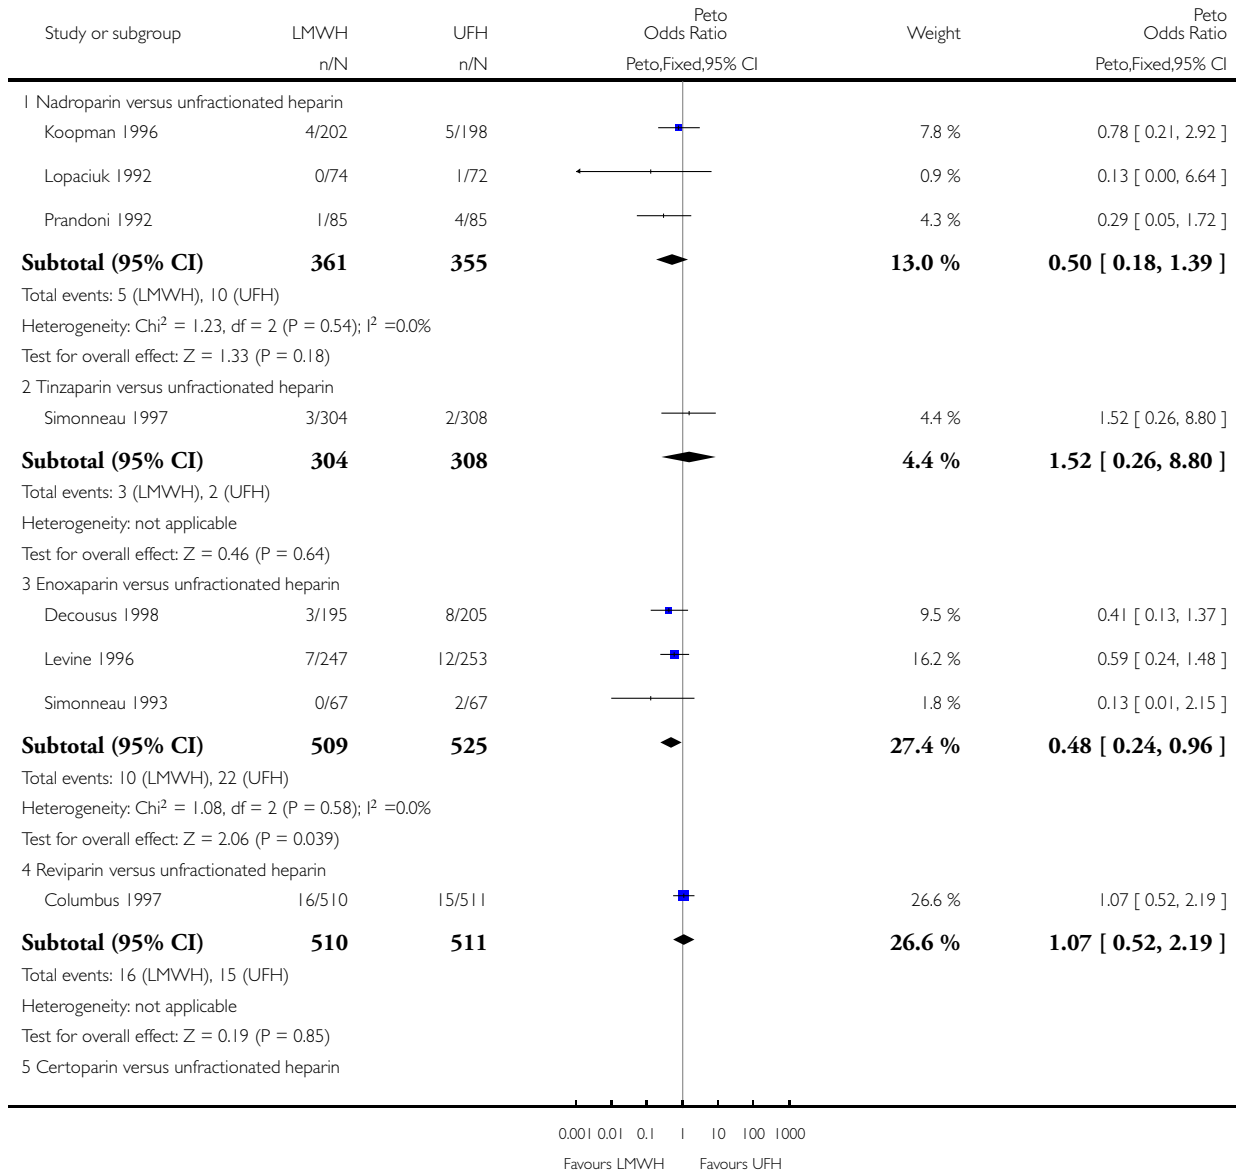 Study or subgroup LMWH UFH Peto Odds Ratio Weight Peto Odds Ratio
n/N n/N Peto,Fixed,95% CI Peto,Fixed,95% CI
1 Nadroparin versus unfractionated heparin
Koopman 1996 4/202 5/198 7.8 % 0.78 [ 0.21, 2.92 ]
Lopaciuk 1992 0/74 1/72 0.9 % 0.13 [ 0.00, 6.64 ]
Prandoni 1992 1/85 4/85 4.3 % 0.29 [ 0.05, 1.72 ]
Subtotal (95% CI) 361 355 13.0 % 0.50 [ 0.18, 1.39 ]
Total events: 5 (LMWH), 10 (UFH)
Heterogeneity: Chi² = 1.23, df = 2 (P = 0.54); I² =0.0%
Test for overall effect: Z = 1.33 (P = 0.18)
2 Tinzaparin versus unfractionated heparin
Simonneau 1997 3/304 2/308 4.4 % 1.52 [ 0.26, 8.80 ]
Subtotal (95% CI) 304 308 4.4 % 1.52 [ 0.26, 8.80 ]
Total events: 3 (LMWH), 2 (UFH)
Heterogeneity: not applicable
Test for overall effect: Z = 0.46 (P = 0.64)
3 Enoxaparin versus unfractionated heparin
Decousus 1998 3/195 8/205 9.5 % 0.41 [ 0.13, 1.37 ]
Levine 1996 7/247 12/253 16.2 % 0.59 [ 0.24, 1.48 ]
Simonneau 1993 0/67 2/67 1.8 % 0.13 [ 0.01, 2.15 ]
Subtotal (95% CI) 509 525 27.4 % 0.48 [ 0.24, 0.96 ]
Total events: 10 (LMWH), 22 (UFH)
Heterogeneity: Chi² = 1.08, df = 2 (P = 0.58); I² =0.0%
Test for overall effect: Z = 2.06 (P = 0.039)
4 Reviparin versus unfractionated heparin
Columbus 1997 16/510 15/511 26.6 % 1.07 [ 0.52, 2.19 ]
Subtotal (95% CI) 510 511 26.6 % 1.07 [ 0.52, 2.19 ]
Total events: 16 (LMWH), 15 (UFH)
Heterogeneity: not applicable
Test for overall effect: Z = 0.19 (P = 0.85)
5 Certoparin versus unfractionated heparin
0.001 0.01 0.1 1 10 100 1000
Favours LMWH Favours UFH